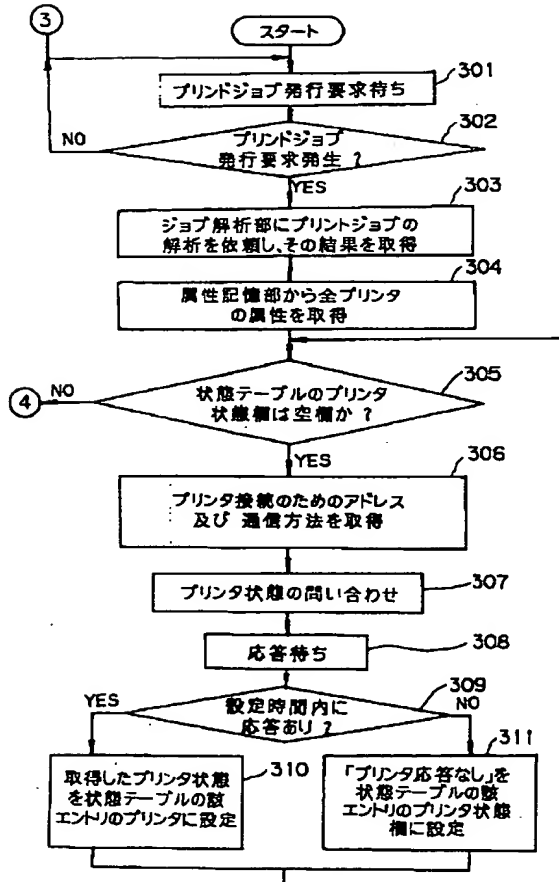 3
スタート
301
プリンドジョブ発行要求待ち
302
プリンドジョブ
発行要求発生 ?
NO
YES
303
ジョブ解析部にプリントジョブの
解析を依頼し、その結果を取得
304
属性記憶部から全プリンタ
の属性を取得
305
状態テーブルのプリンタ
状態欄は空欄か ?
NO
4
YES
306
プリンタ接続のためのアドレス
及び 通信方法を取得
307
プリンタ状態の問い合わせ
308
応答待ち
309
設定時間内に
応答あり ?
YES
NO
310
取得したプリンタ状態
を状態テーブルの該
エントリのプリンタに設定
311
「プリンタ応答なし」を
状態テーブルの該
エントリのプリンタ状態
欄に設定